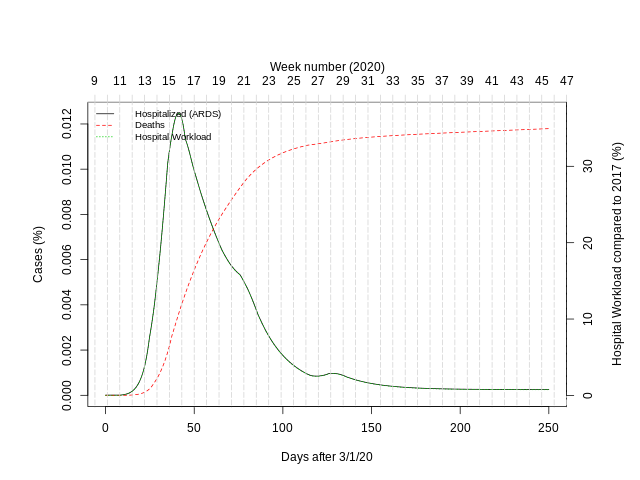 Week number (2020)
9 11 13 15 17 19 21 23 25 27 29 31 33 35 37 39 41 43 45 47
Hospitalized (ARDS)
Deaths
Hospital Workload
Cases (%)
0.012
0.010
0.008
0.006
0.004
0.002
0.000
Hospital Workload compared to 2017 (%)
30
20
10
0
0 50 100 150 200 250
Days after 3/1/20